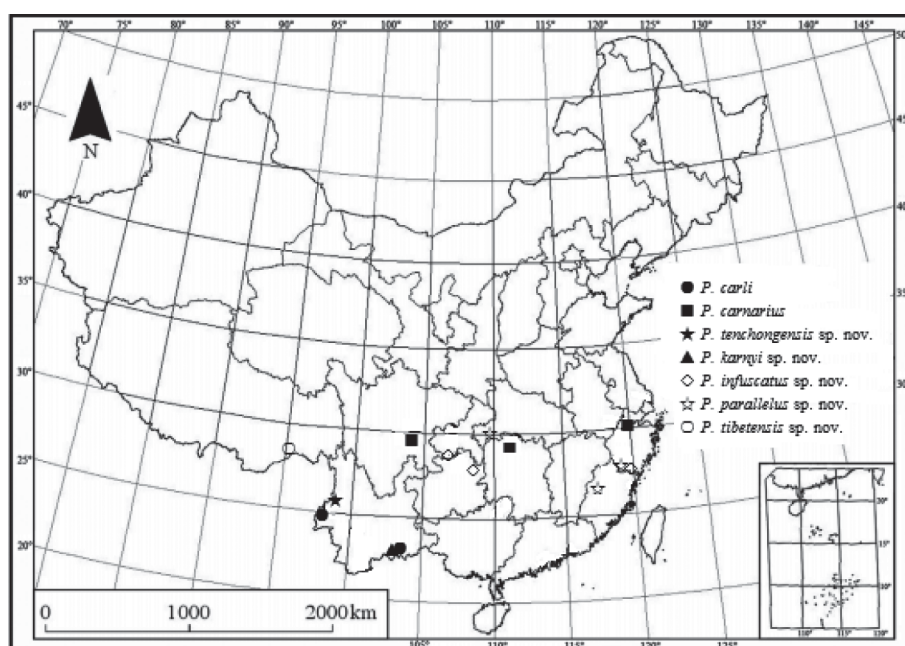 70° 75° 80° 85° 90° 95° 100° 105° 110° 115° 120° 125° 130° 135° 140° 145°
50° 50
45° 45
40° 40
35° 35
30° 30
25°
20°
N
P. carli
P. carnarius
P. tenchongensis sp. nov.
P. karnyi sp. nov.
P. infuscatus sp. nov.
P. parallelus sp. nov.
P. tibetensis sp. nov.
20°
15°
10°
110° 115° 120°
0 1000 2000km
105° 110° 115° 120° 125°